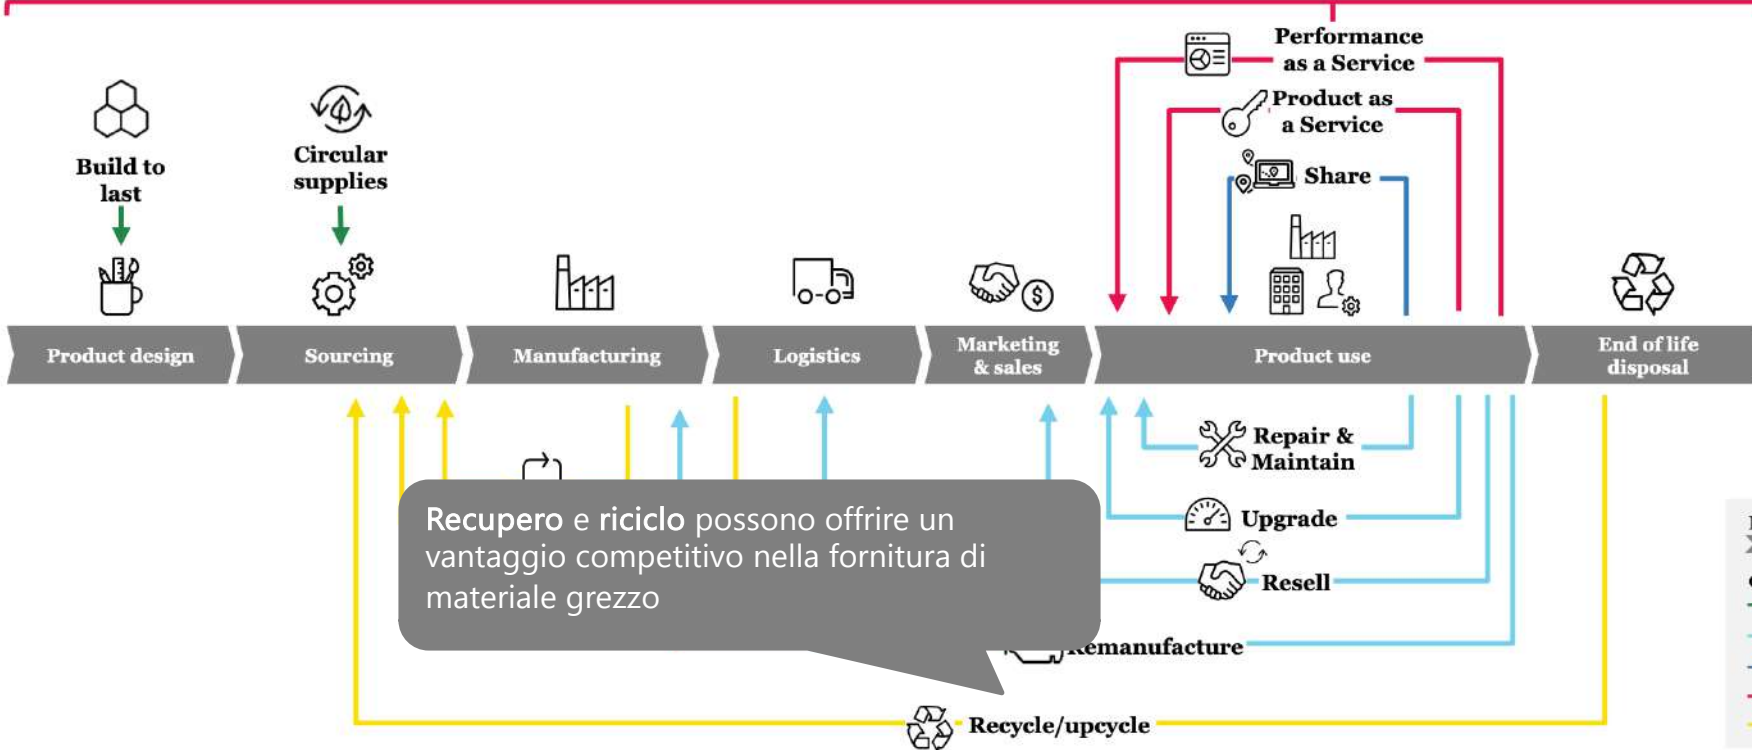 Performance
as a Service
Product as
a Service
Build to
last
Circular
supplies
Share
$
Product design
Sourcing
Manufacturing
Logistics
Marketing
& sales
Product use
End of life
disposal
Repair &
Maintain
Recupero e riciclo possono offrire un
vantaggio competitivo nella fornitura di
materiale grezzo
Upgrade
Resell
Remanufacture
Recycle/upcycle